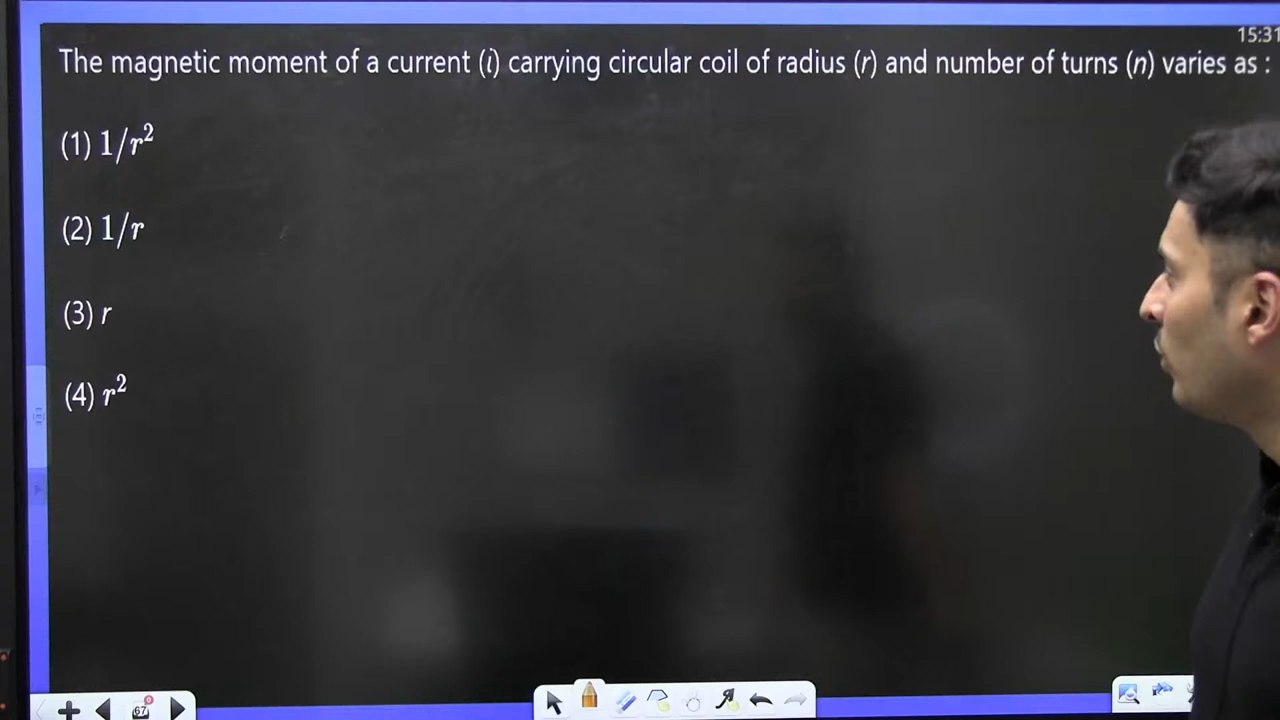 15:31
The magnetic moment of a current (i) carrying circular coil of radius (r) and number of turns (n) varies as :
(1) 1/r²
(2) 1/r
(3) r
(4) r²
67